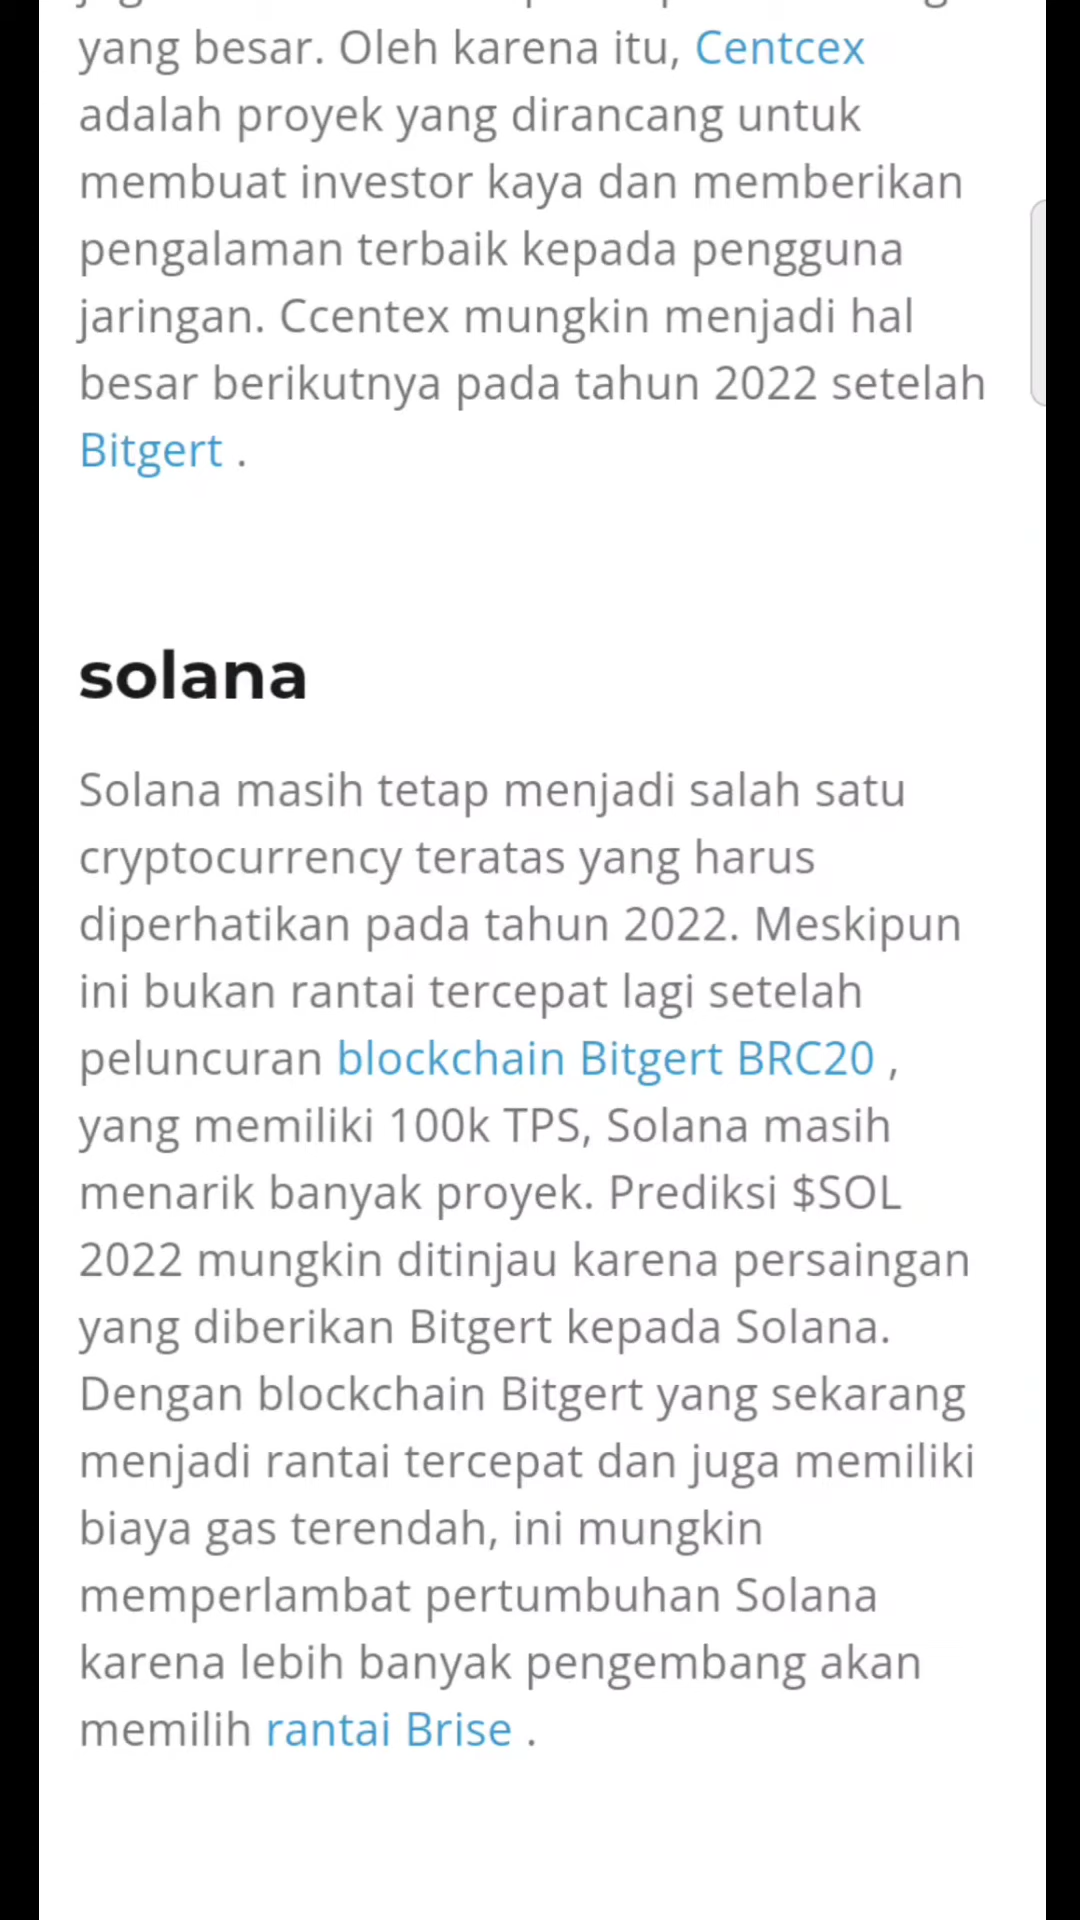 yang besar. Oleh karena itu, Centcex
adalah proyek yang dirancang untuk
membuat investor kaya dan memberikan
pengalaman terbaik kepada pengguna
jaringan. Ccentex mungkin menjadi hal
besar berikutnya pada tahun 2022 setelah
Bitgert .
solana
Solana masih tetap menjadi salah satu
cryptocurrency teratas yang harus
diperhatikan pada tahun 2022. Meskipun
ini bukan rantai tercepat lagi setelah
peluncuran blockchain Bitgert BRC20 ,
yang memiliki 100k TPS, Solana masih
menarik banyak proyek. Prediksi $SOL
2022 mungkin ditinjau karena persaingan
yang diberikan Bitgert kepada Solana.
Dengan blockchain Bitgert yang sekarang
menjadi rantai tercepat dan juga memiliki
biaya gas terendah, ini mungkin
memperlambat pertumbuhan Solana
karena lebih banyak pengembang akan
memilih rantai Brise .